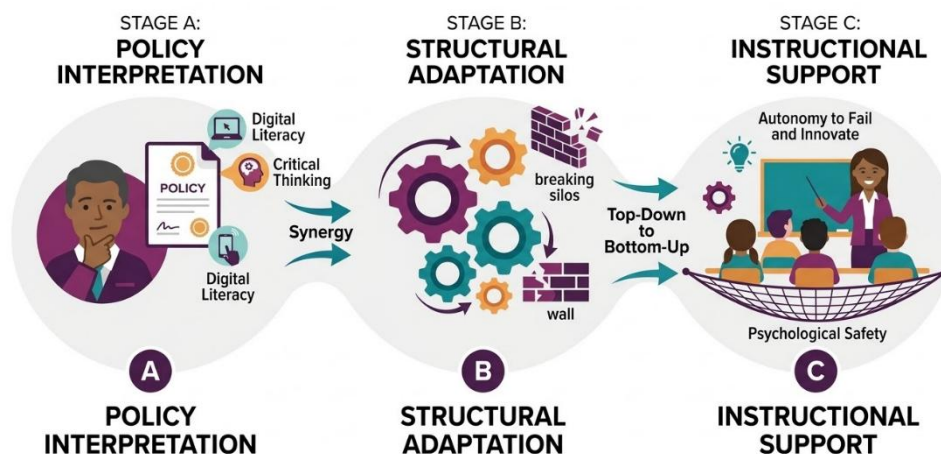 STAGE A:
POLICY
INTERPRETATION
Digital
Literacy
Critical
Thinking
POLICY
Digital
Literacy
Synergy
A
POLICY
INTERPRETATION
STAGE B:
STRUCTURAL
ADAPTATION
breaking
silos
wall
Top-Down
to
Bottom-Up
B
STRUCTURAL
ADAPTATION
STAGE C:
INSTRUCTIONAL
SUPPORT
Autonomy to Fail
and Innovate
Psychological Safety
C
INSTRUCTIONAL
SUPPORT